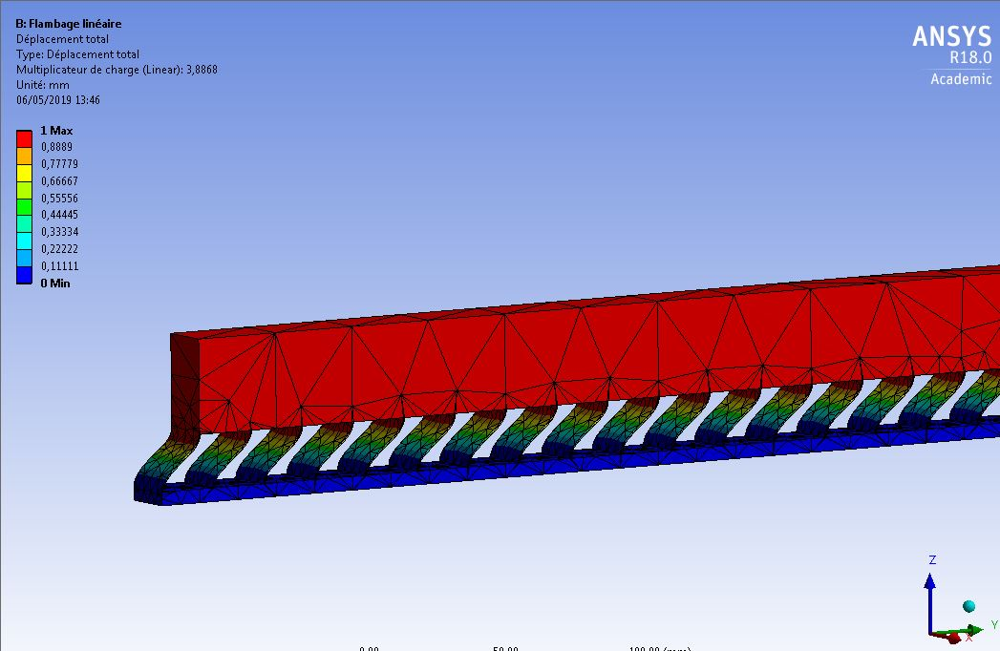 B: Flambage linéaire
Déplacement total
Type: Déplacement total
Multiplicateur de charge (Linear): 3,8868
Unité: mm
06/05/2019 13:46
ANSYS
R18.0
Academic
1 Max
0,8889
0,77779
0,66667
0,55556
0,44445
0,33334
0,22222
0,11111
0 Min
Z
Y
X
0.00
50.00
100.00 (mm)